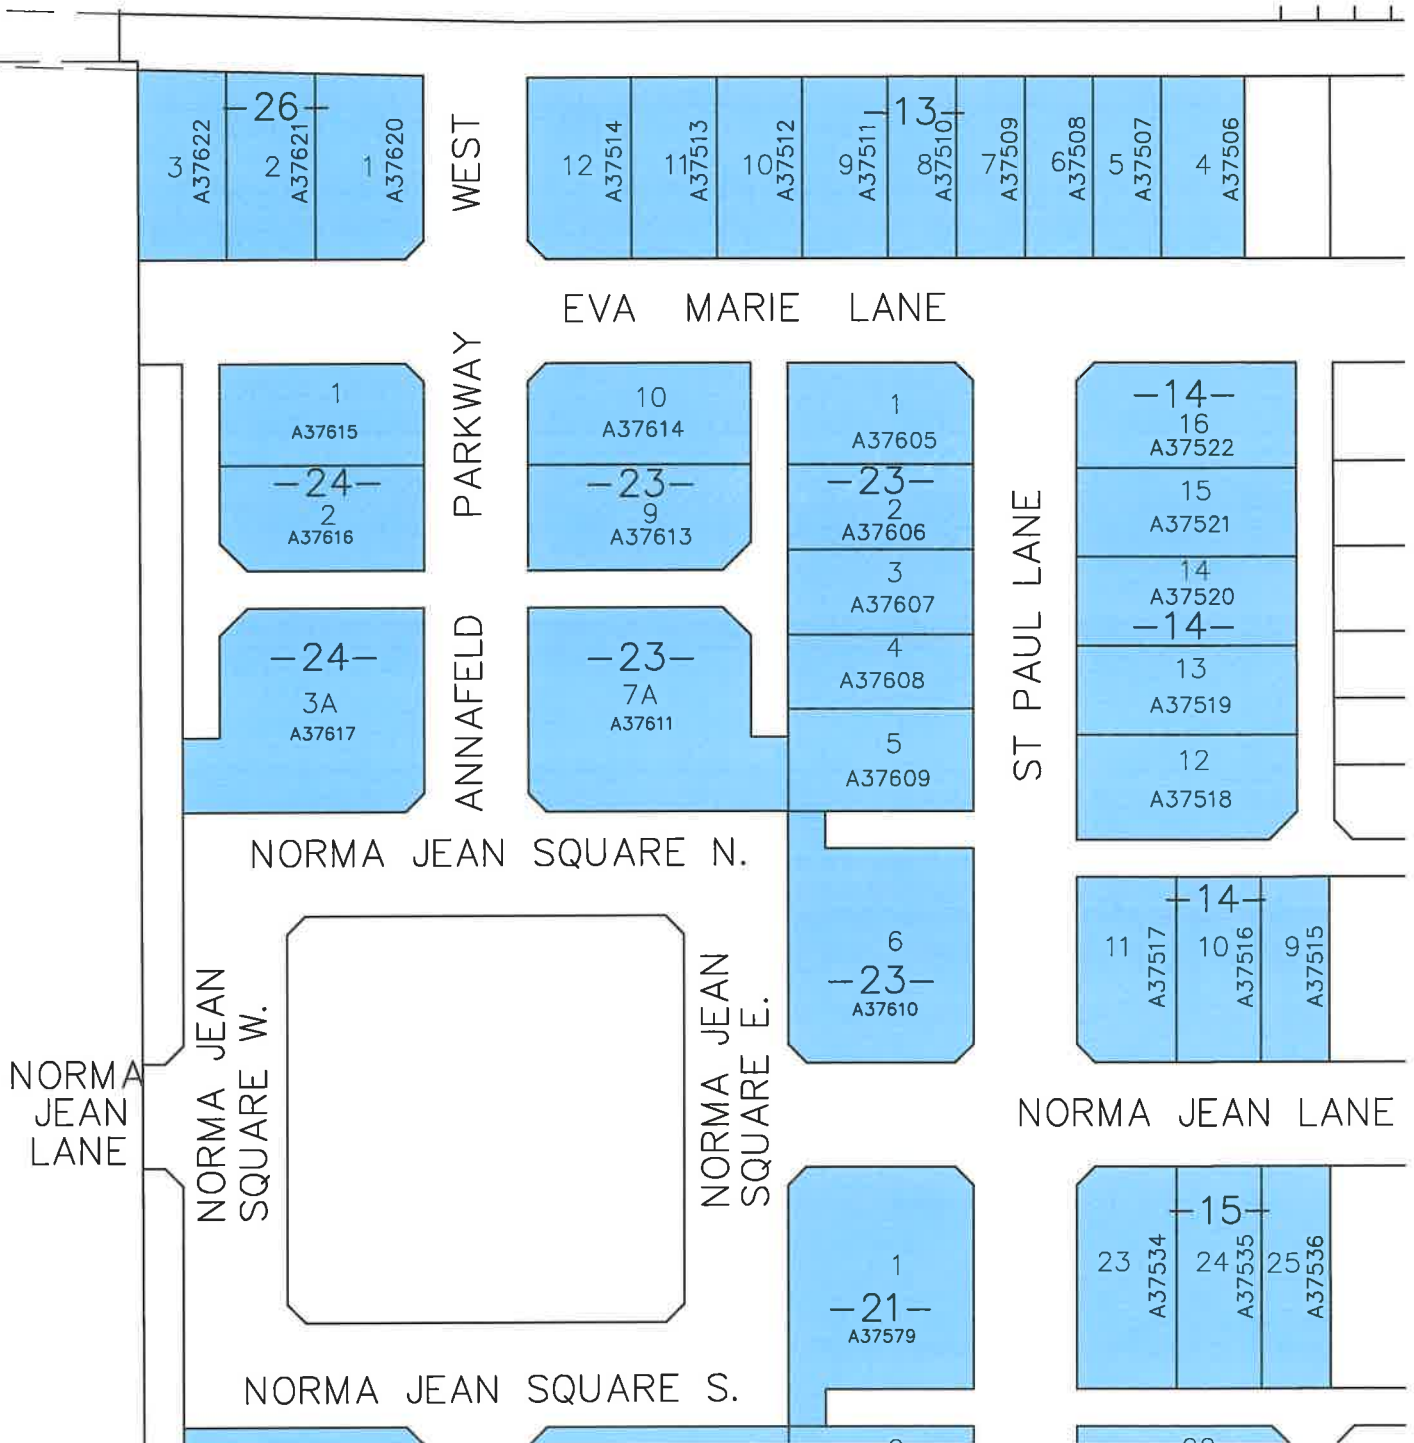 -26-
3
A37622
2
A37621
1
A37620
WEST
-13-
12
A37514
11
A37513
10
A37512
9
A37511
8
A37510
7
A37509
6
A37508
5
A37507
4
A37506
EVA MARIE LANE
1
A37615
-24-
2
A37616
PARKWAY
10
A37614
-23-
9
A37613
1
A37605
-23-
2
A37606
3
A37607
4
A37608
5
A37609
ST PAUL LANE
-14-
16
A37522
15
A37521
14
A37520
-14-
13
A37519
12
A37518
-24-
3A
A37617
ANNAFELD
-23-
7A
A37611
NORMA JEAN SQUARE N.
6
-23-
A37610
-14-
11
A37517
10
A37516
9
A37515
NORMA
JEAN
LANE
NORMA JEAN
SQUARE W.
NORMA JEAN
SQUARE E.
NORMA JEAN LANE
1
-21-
A37579
-15-
23
A37534
24
A37535
25
A37536
NORMA JEAN SQUARE S.